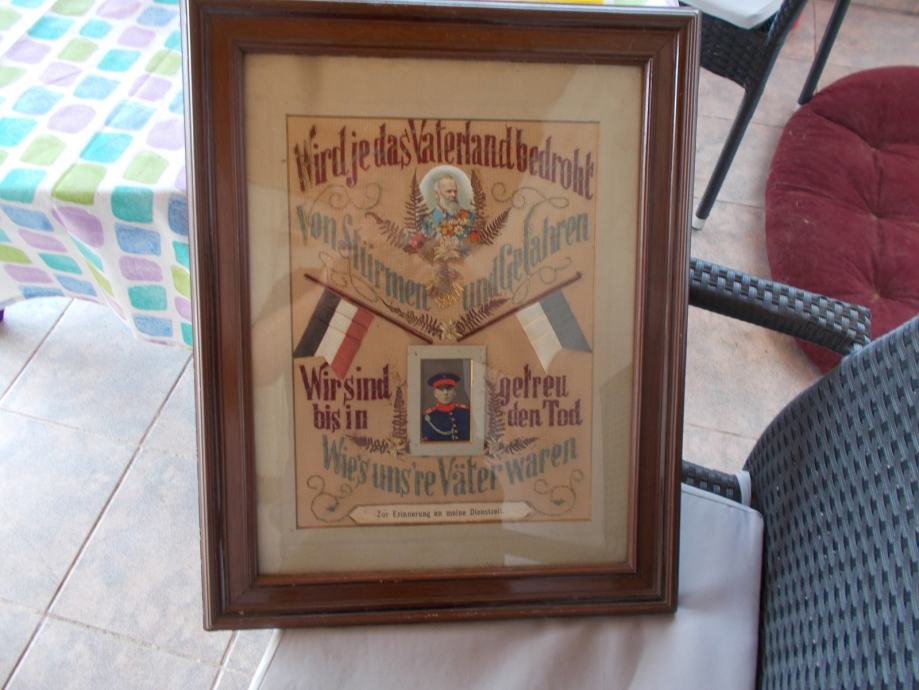 Wird je das Vaterland bedroht
Von Stürmen und Gefahren
Wir sind getreu
bis in den Tod
Wie's uns're Väter waren
Zur Erinnerung an meine Dienstzeit.